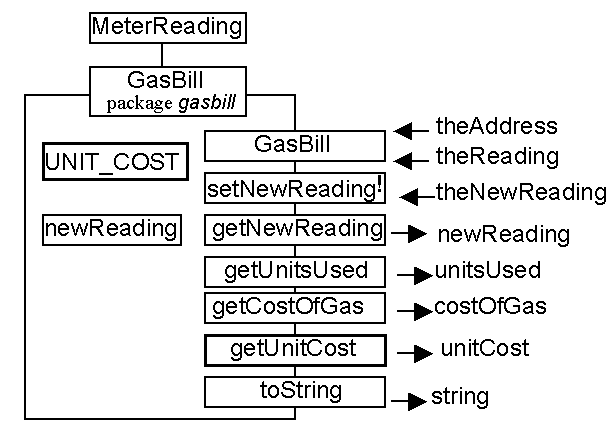 MeterReading
GasBill
package gasbill
GasBill
theAddress
theReading
UNIT_COST
setNewReading!
theNewReading
newReading
getNewReading
newReading
getUnitsUsed
unitsUsed
getCostOfGas
costOfGas
getUnitCost
unitCost
toString
string